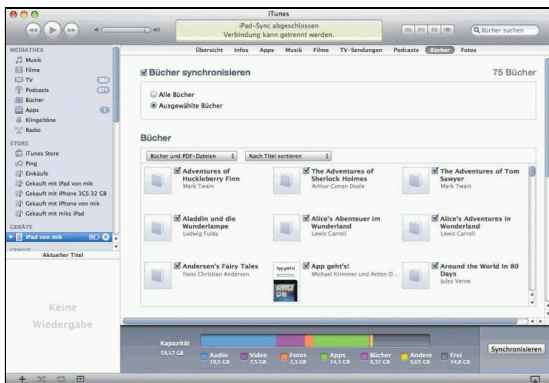 iTunes
iPad-Sync abgeschlossen
Verbindung kann getrennt werden.
Bücher suchen
MEDIATHEK
Musik
Filme
TV
Podcasts
Bücher
Apps
Klingeltöne
Radio
STORE
iTunes Store
Ping
Einkäufe
Gekauft mit iPad von mik
Gekauft mit iPhone 3GS 32 GB
Gekauft mit iPhone von mik
Gekauft mit miks iPad
GERÄTE
iPad von mik
GENIUS
Aktueller Titel
Keine
Wiedergabe
Übersicht Infos Apps Musik Filme TV-Sendungen Podcasts Bücher Fotos
Bücher synchronisieren 75 Bücher
Alle Bücher
Ausgewählte Bücher
Bücher
Bücher und PDF-Dateien Nach Titel sortieren
Adventures of
Huckleberry Finn
Mark Twain
The Adventures of
Sherlock Holmes
Arthur Conan Doyle
The Adventures of Tom
Sawyer
Mark Twain
Aladdin und die
Wunderlampe
Ludwig Fulda
Alice's Abenteuer im
Wunderland
Lewis Carroll
Alice's Adventures in
Wonderland
Lewis Carroll
Andersen's Fairy Tales
Hans Christian Andersen
App geht's!
Michael Krimmer und Anton O...
Around the World in 80
Days
Jules Verne
Kapazität
59,17 GB
Audio
19,5 GB
Video
7,5 GB
Fotos
2,3 GB
Apps
14,3 GB
Bücher
0,32 GB
Andere
0,65 GB
Frei
14,8 GB
Synchronisieren